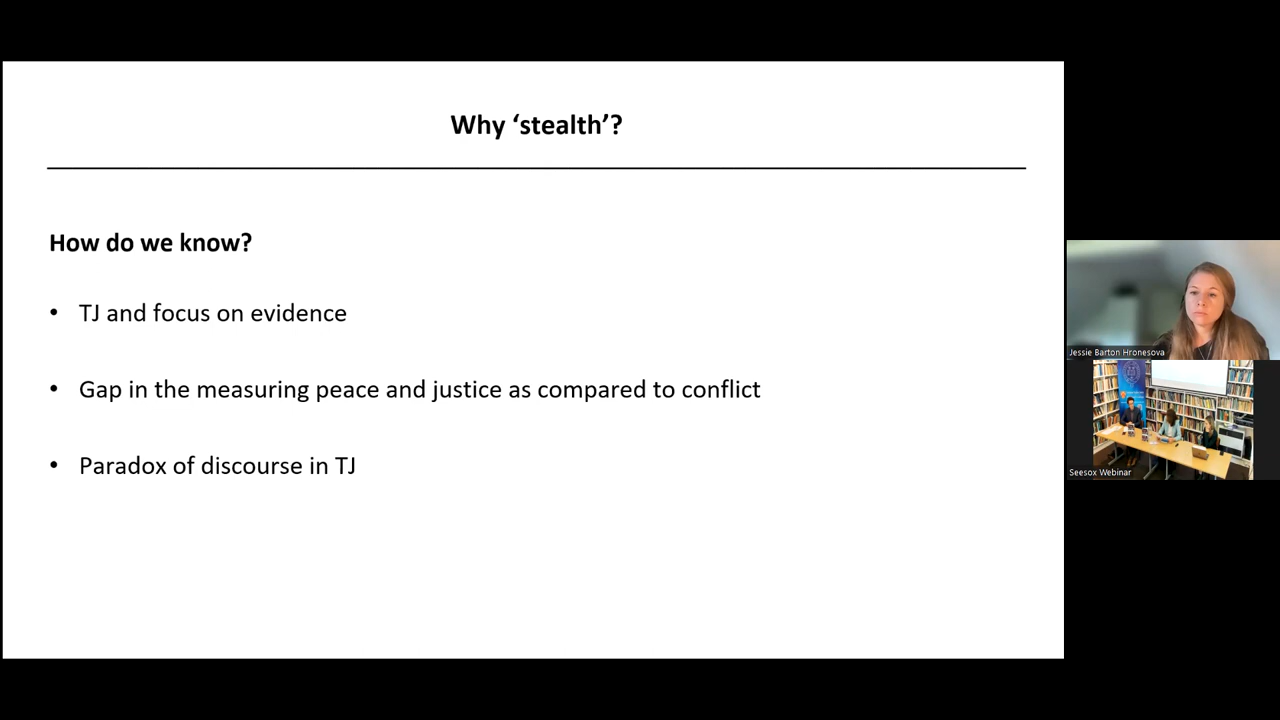 Why ‘stealth’?
How do we know?
• TJ and focus on evidence
• Gap in the measuring peace and justice as compared to conflict
• Paradox of discourse in TJ
Jessie Barton Hronesova
Seesox Webinar